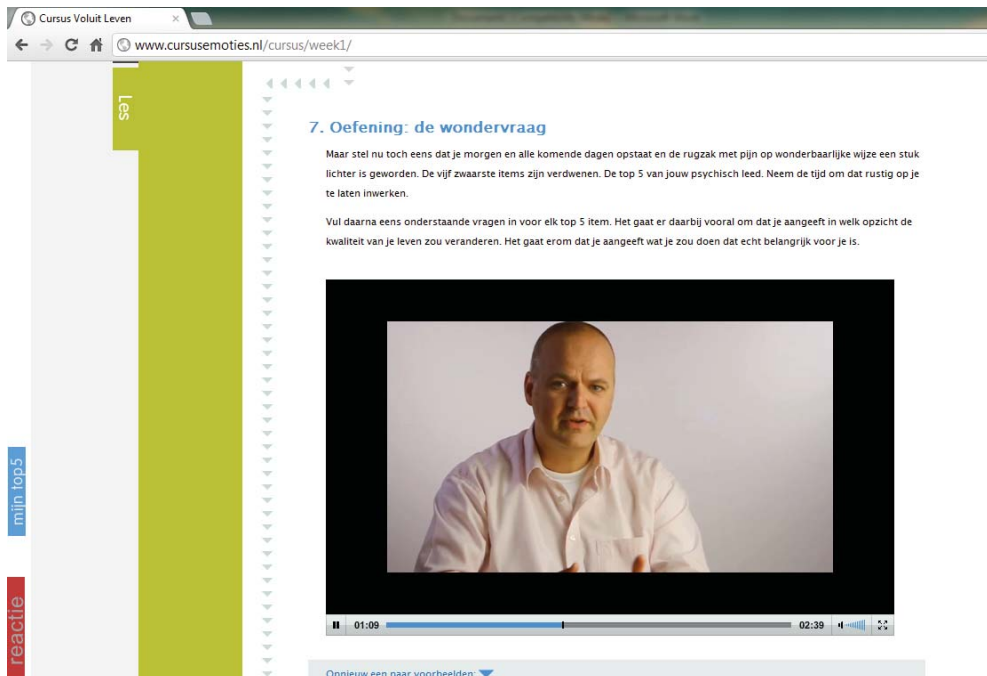 Cursus Voluit Leven
www.cursusemoties.nl/cursus/week1/
Les
7. Oefening: de wondervraag
Maar stel nu toch eens dat je morgen en alle komende dagen opstaat en de rugzak met pijn op wonderbaarlijke wijze een stuk
lichter is geworden. De vijf zwaarste items zijn verdwenen. De top 5 van jouw psychisch leed. Neem de tijd om dat rustig op je
te laten inwerken.
Vul daarna eens onderstaande vragen in voor elk top 5 item. Het gaat er daarbij vooral om dat je aangeeft in welk opzicht de
kwaliteit van je leven zou veranderen. Het gaat erom dat je aangeeft wat je zou doen dat echt belangrijk voor je is.
mijn top5
reactie
01:09
02:39
Opnieuw een paar voorbeelden: